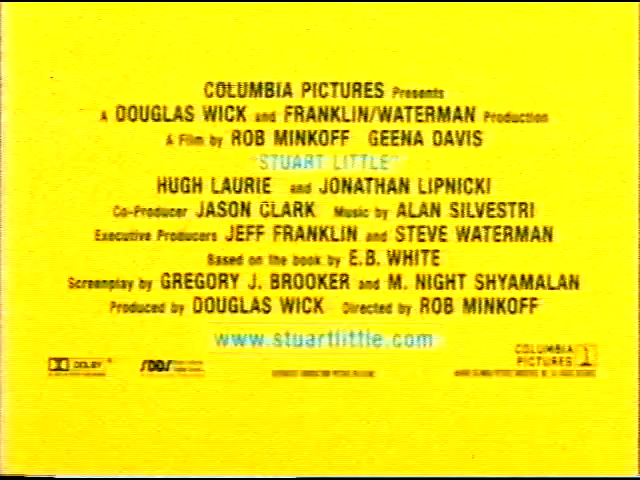 COLUMBIA PICTURES Presents
A DOUGLAS WICK and FRANKLIN/WATERMAN Production
A Film by ROB MINKOFF GEENA DAVIS
"STUART LITTLE"
HUGH LAURIE and JONATHAN LIPNICKI
Co-Producer JASON CLARK Music by ALAN SILVESTRI
Executive Producers JEFF FRANKLIN and STEVE WATERMAN
Based on the book by E.B. WHITE
Screenplay by GREGORY J. BROOKER and M. NIGHT SHYAMALAN
Produced by DOUGLAS WICK Directed by ROB MINKOFF
www.stuartlittle.com
DOLBY SDDS COLUMBIA PICTURES